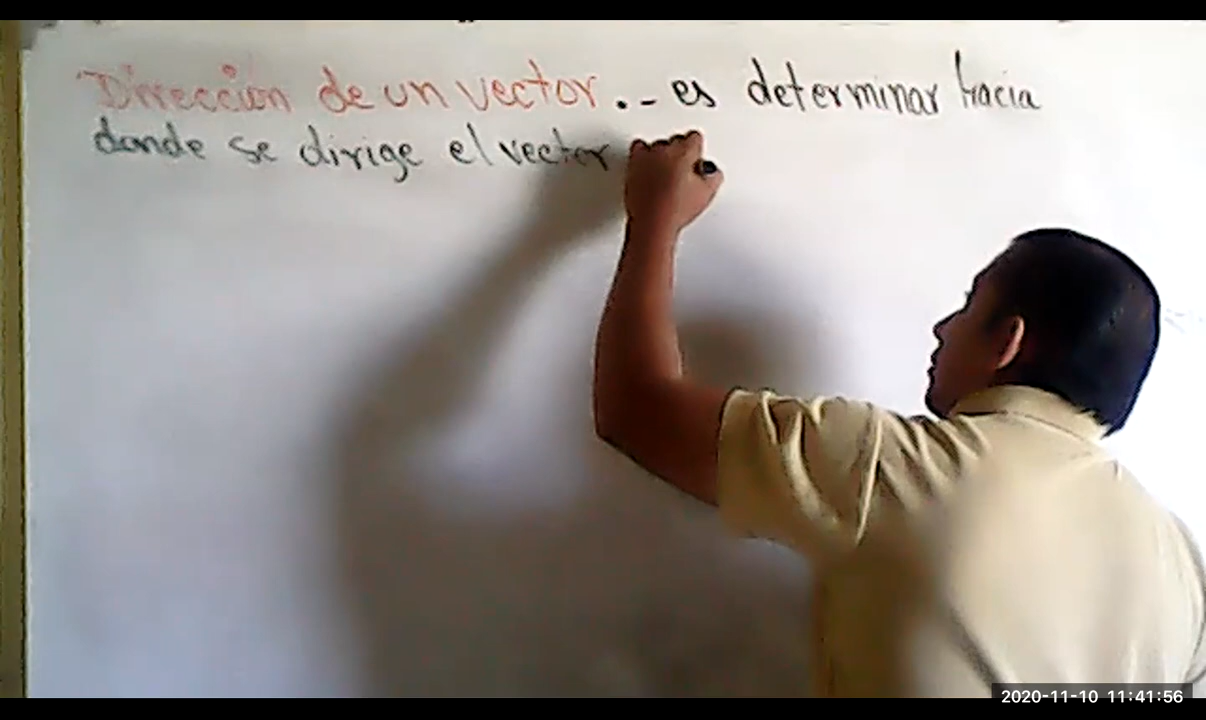 Dirección de un vector.- es determinar hacia
donde se dirige el vector
2020-11-10 11:41:56